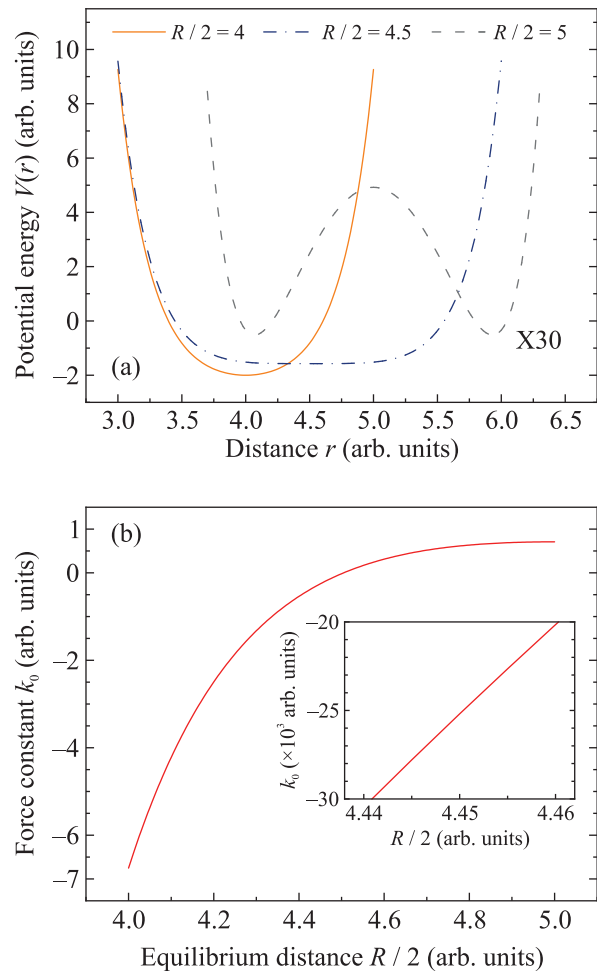 R / 2 = 4 R / 2 = 4.5 R / 2 = 5
Potential energy V(r) (arb. units)
10
8
6
4
2
0
−2
X30
(a)
3.0 3.5 4.0 4.5 5.0 5.5 6.0 6.5
Distance r (arb. units)
(b)
Force constant k₀ (arb. units)
1
0
−2
−4
−6
−7
k₀ (×10³ arb. units)
−20
−25
−30
4.44 4.45 4.46
R / 2 (arb. units)
4.0 4.2 4.4 4.6 4.8 5.0
Equilibrium distance R / 2 (arb. units)